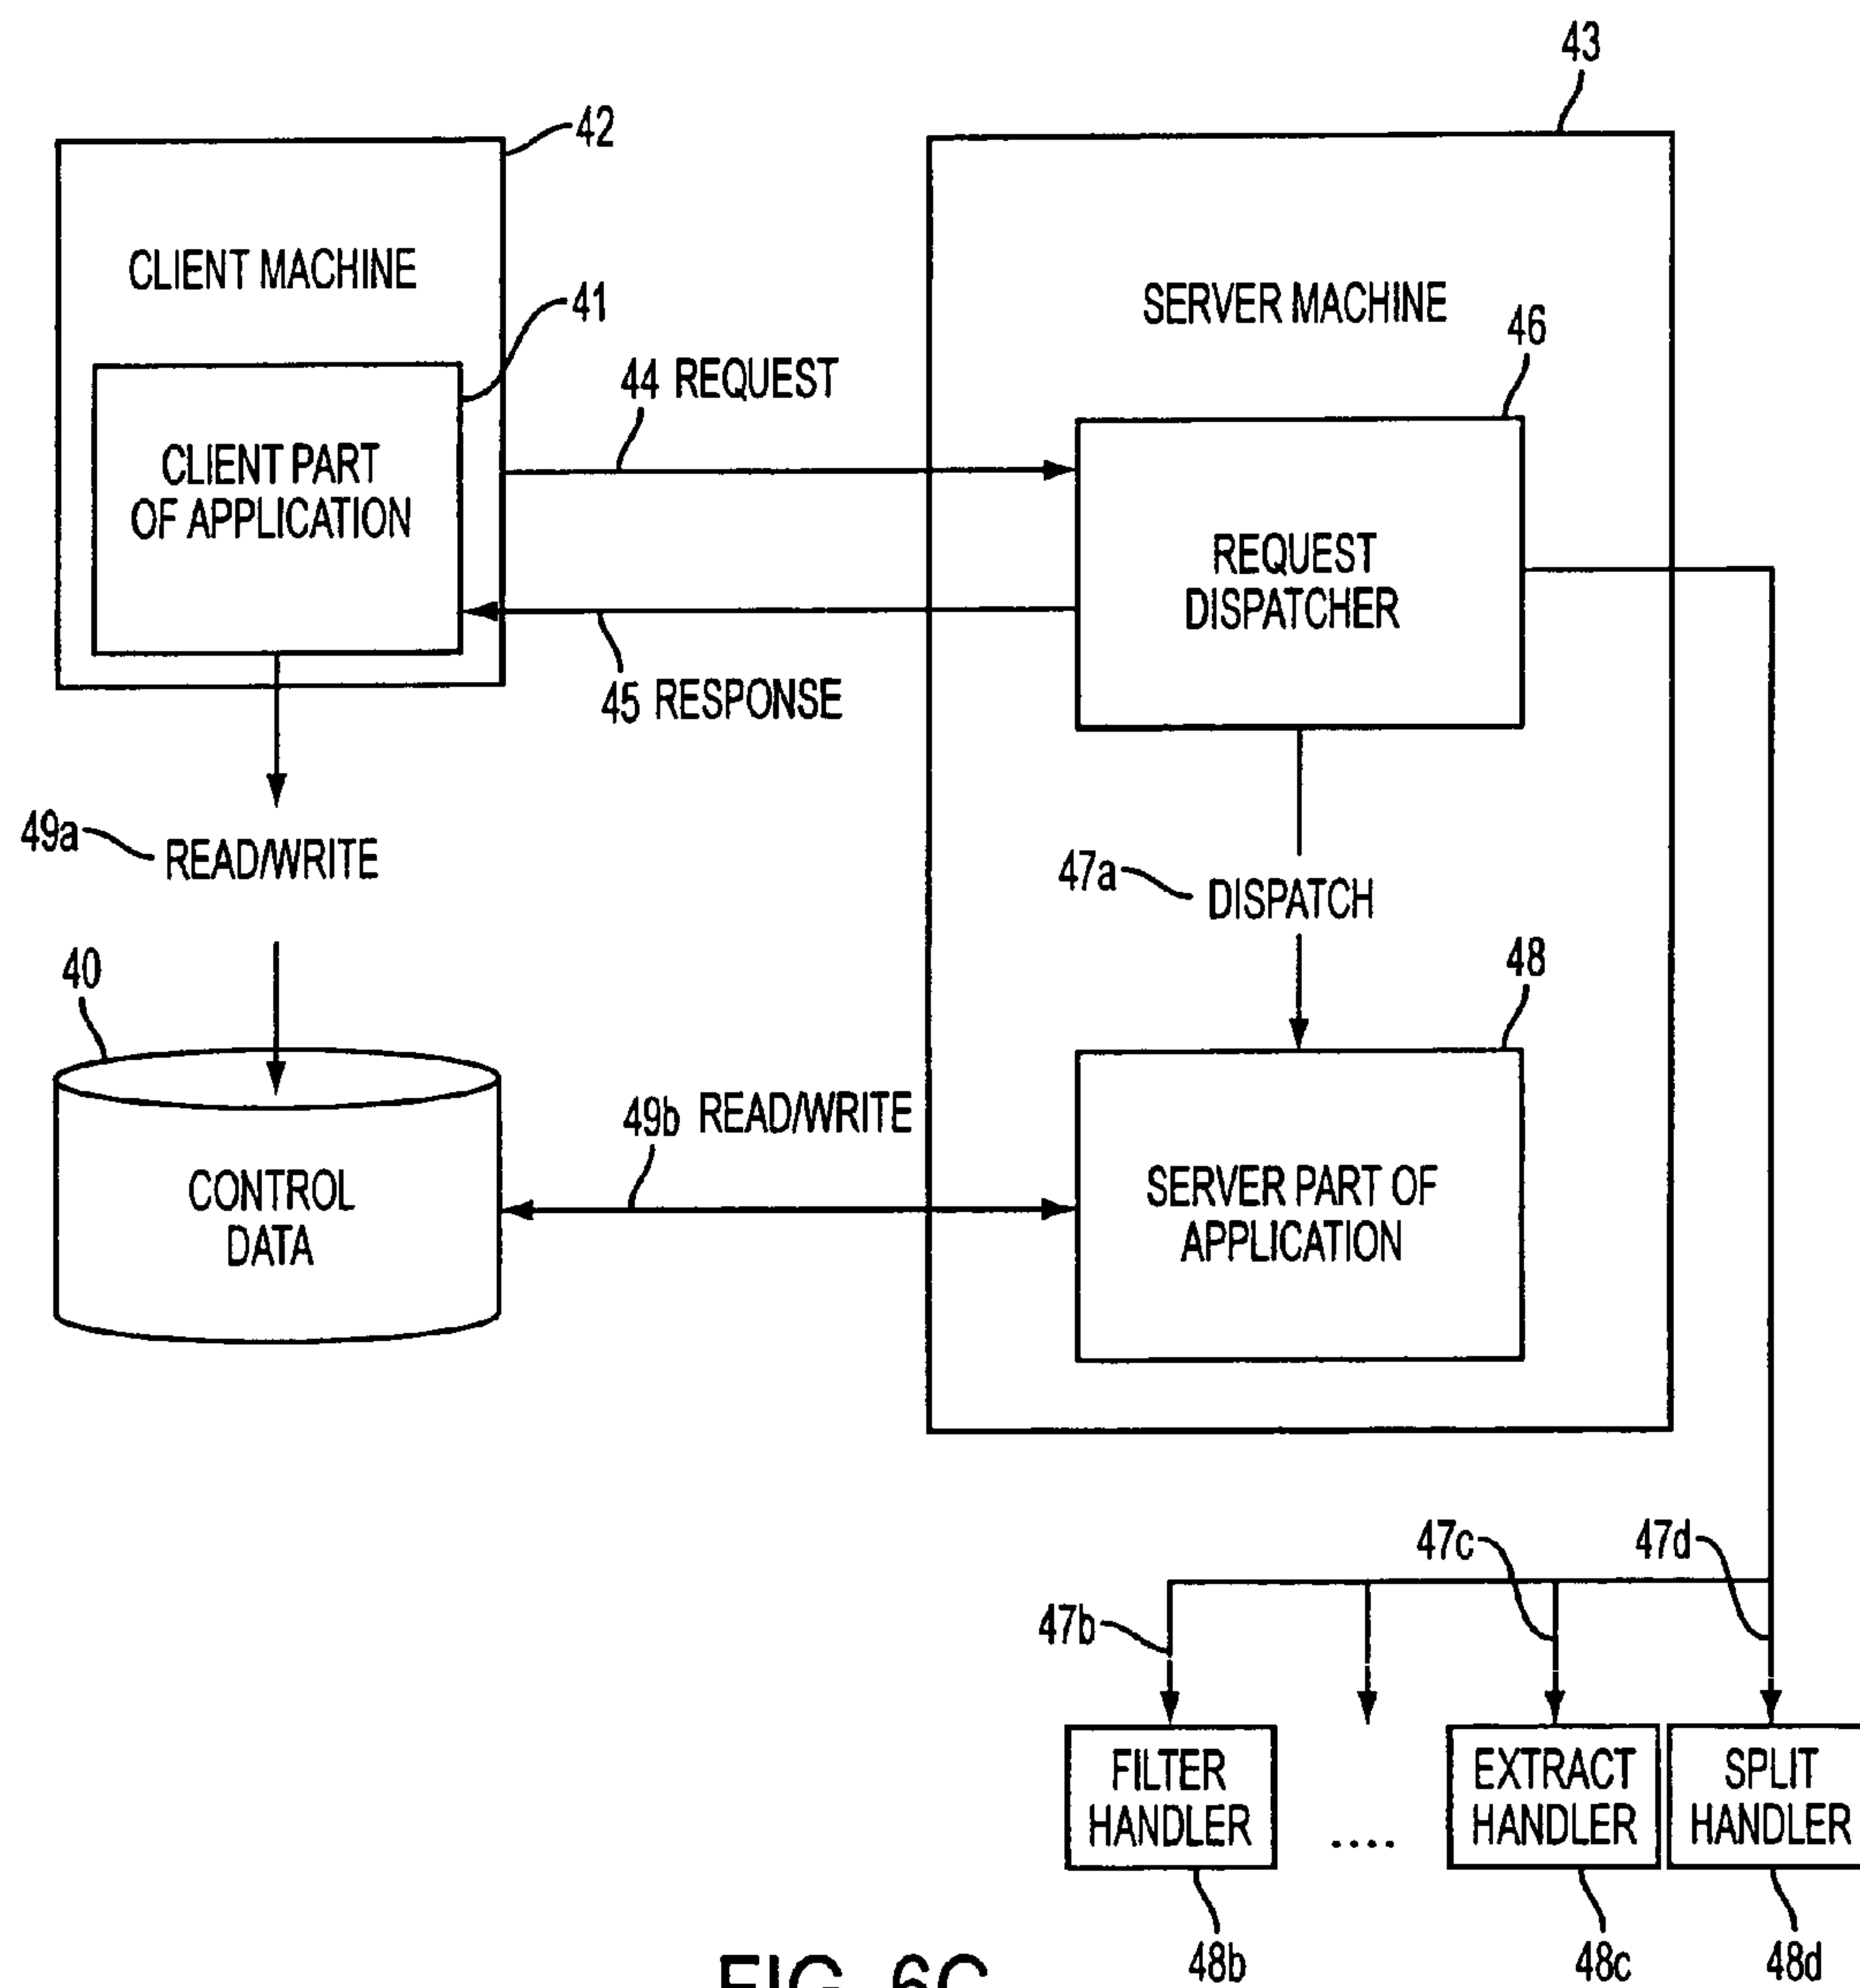 43
42
CLIENT MACHINE
41
SERVER MACHINE
46
44 REQUEST
CLIENT PART
OF APPLICATION
REQUEST
DISPATCHER
45 RESPONSE
49a
READ/WRITE
47a
DISPATCH
40
48
49b READ/WRITE
CONTROL
DATA
SERVER PART OF
APPLICATION
47c
47d
47b
FILTER
HANDLER
....
EXTRACT
HANDLER
SPLIT
HANDLER
48b
48c
48d
FIG. 6C